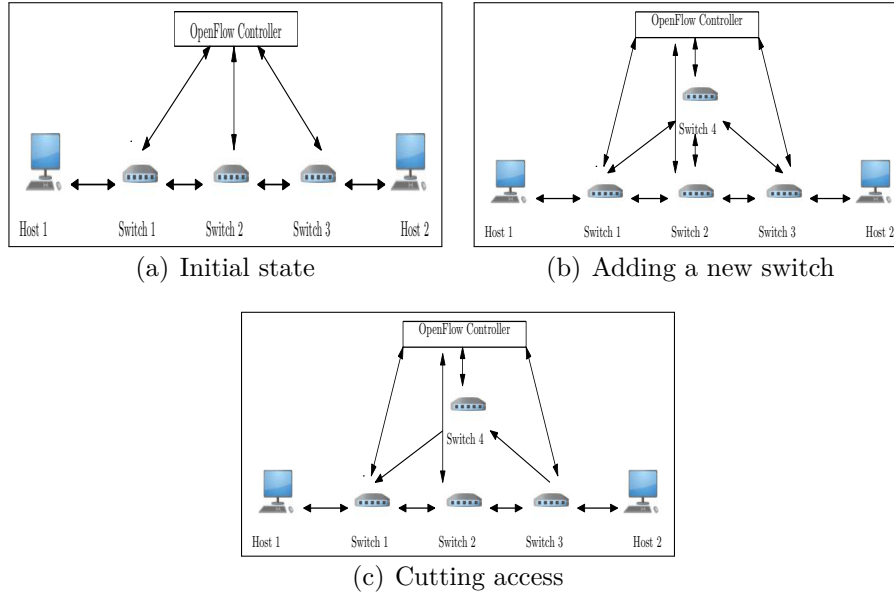 OpenFlow Controller
Host 1 Switch 1 Switch 2 Switch 3 Host 2
(a) Initial state
OpenFlow Controller
Switch 4
Host 1 Switch 1 Switch 2 Switch 3 Host 2
(b) Adding a new switch
OpenFlow Controller
Switch 4
Host 1 Switch 1 Switch 2 Switch 3 Host 2
(c) Cutting access